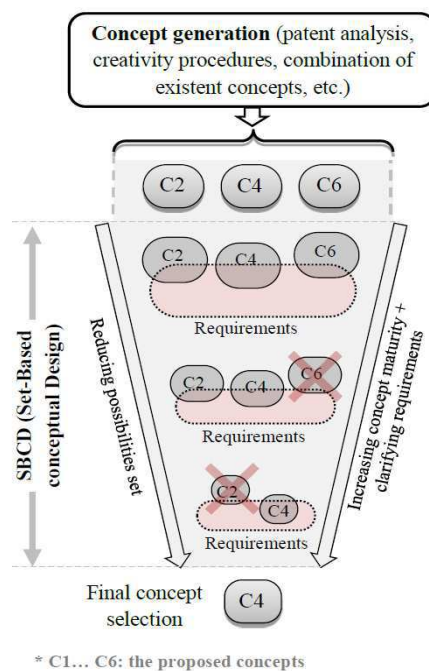 Concept generation (patent analysis,
creativity procedures, combination of
existent concepts, etc.)
C2 C4 C6
C2 C4 C6
Requirements
C2 C4 C6
Requirements
C2 C4
Requirements
SBCD (Set-Based
conceptual Design)
Reducing possibilities set
Increasing concept maturity +
clarifying requirements
Final concept
selection
C4
* C1... C6: the proposed concepts